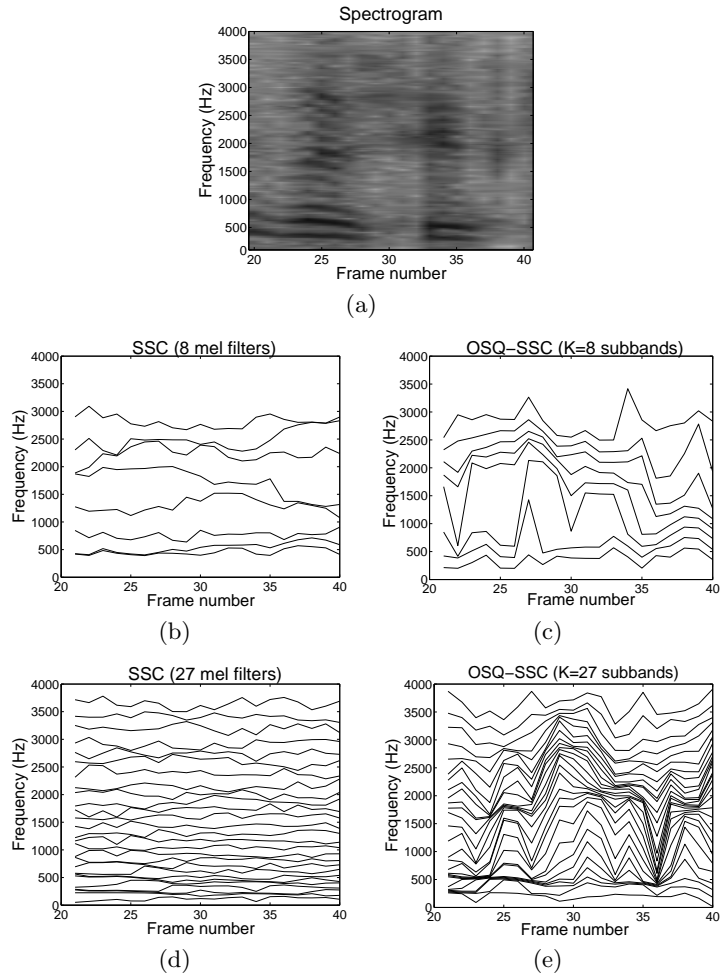 Spectrogram
4000
3500
3000
2500
2000
1500
1000
500
0
Frequency (Hz)
20 25 30 35 40
Frame number
(a)
SSC (8 mel filters)
4000
3500
3000
2500
2000
1500
1000
500
0
Frequency (Hz)
20 25 30 35 40
Frame number
(b)
OSQ-SSC (K=8 subbands)
4000
3500
3000
2500
2000
1500
1000
500
0
Frequency (Hz)
20 25 30 35 40
Frame number
(c)
SSC (27 mel filters)
4000
3500
3000
2500
2000
1500
1000
500
0
Frequency (Hz)
20 25 30 35 40
Frame number
(d)
OSQ-SSC (K=27 subbands)
4000
3500
3000
2500
2000
1500
1000
500
0
Frequency (Hz)
20 25 30 35 40
Frame number
(e)